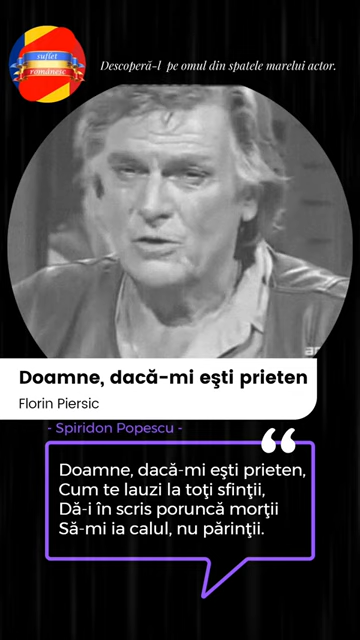 suflet
românesc
Descoperă-l pe omul din spatele marelui actor.
Doamne, dacă-mi eşti prieten
Florin Piersic
- Spiridon Popescu -
Doamne, dacă-mi eşti prieten,
Cum te lauzi la toţi sfinţii,
Dă-i în scris poruncă morţii
Să-mi ia calul, nu părinţii.